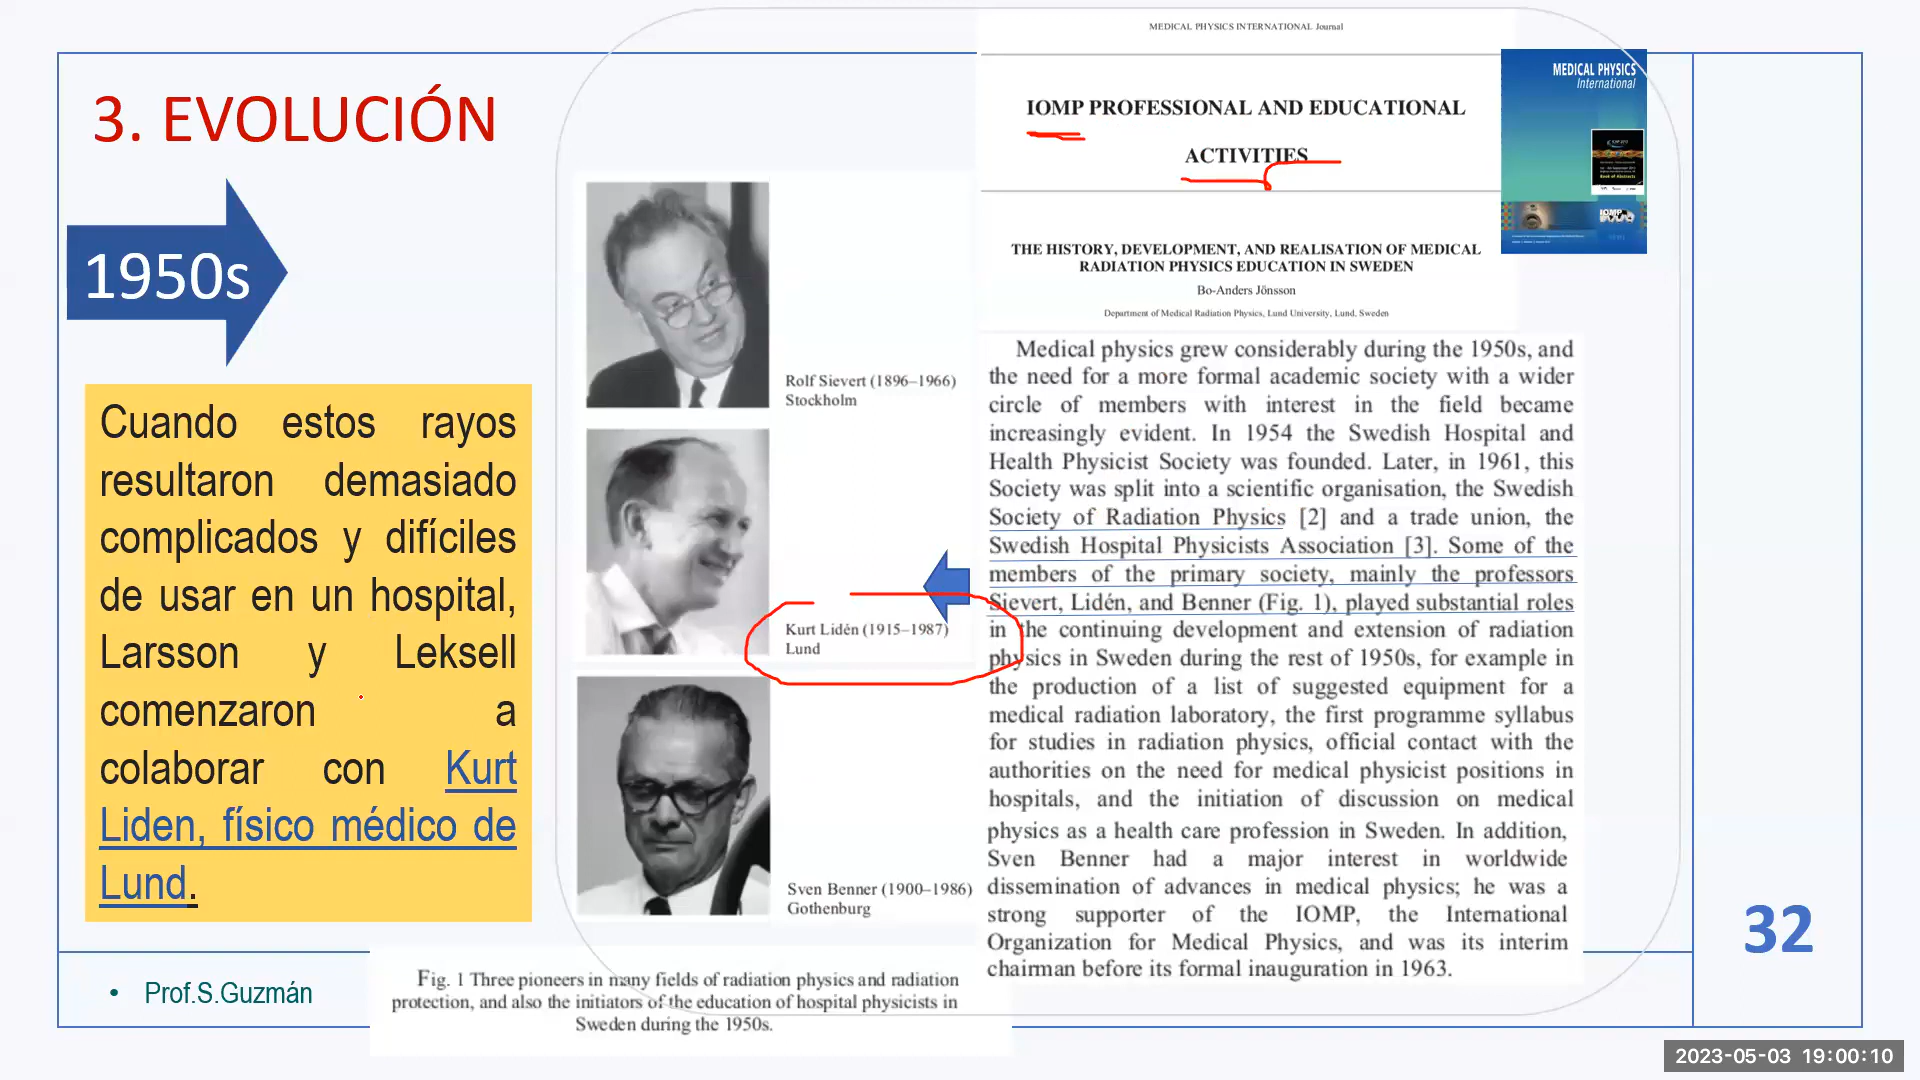 3. EVOLUCIÓN
1950s
Cuando estos rayos
resultaron demasiado
complicados y difíciles
de usar en un hospital,
Larsson y Leksell
comenzaron a
colaborar con Kurt
Liden, físico médico de
Lund.
• Prof.S.Guzmán
Rolf Sievert (1896–1966)
Stockholm
Kurt Lidén (1915–1987)
Lund
Sven Benner (1900–1986)
Gothenburg
Fig. 1 Three pioneers in many fields of radiation physics and radiation
protection, and also the initiators of the education of hospital physicists in
Sweden during the 1950s.
MEDICAL PHYSICS INTERNATIONAL Journal
IOMP PROFESSIONAL AND EDUCATIONAL
ACTIVITIES
THE HISTORY, DEVELOPMENT, AND REALISATION OF MEDICAL
RADIATION PHYSICS EDUCATION IN SWEDEN
Bo-Anders Jönsson
Department of Medical Radiation Physics, Lund University, Lund, Sweden
Medical physics grew considerably during the 1950s, and
the need for a more formal academic society with a wider
circle of members with interest in the field became
increasingly evident. In 1954 the Swedish Hospital and
Health Physicist Society was founded. Later, in 1961, this
Society was split into a scientific organisation, the Swedish
Society of Radiation Physics [2] and a trade union, the
Swedish Hospital Physicists Association [3]. Some of the
members of the primary society, mainly the professors
Sievert, Lidén, and Benner (Fig. 1), played substantial roles
in the continuing development and extension of radiation
physics in Sweden during the rest of 1950s, for example in
the production of a list of suggested equipment for a
medical radiation laboratory, the first programme syllabus
for studies in radiation physics, official contact with the
authorities on the need for medical physicist positions in
hospitals, and the initiation of discussion on medical
physics as a health care profession in Sweden. In addition,
Sven Benner had a major interest in worldwide
dissemination of advances in medical physics; he was a
strong supporter of the IOMP, the International
Organization for Medical Physics, and was its interim
chairman before its formal inauguration in 1963.
MEDICAL PHYSICS
International
Book of Abstracts
IOMP
32
2023-05-03 19:00:10